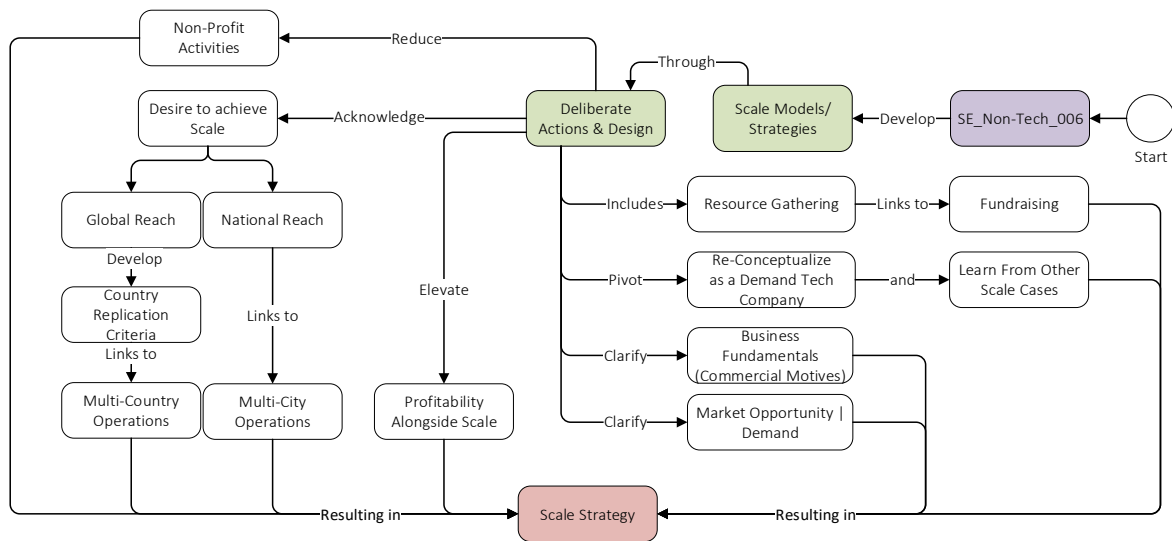 Non-Profit
Activities
Reduce
Through
Desire to achieve
Scale
Acknowledge
Deliberate
Actions & Design
Scale Models/
Strategies
Develop
SE_Non-Tech_006
Start
Global Reach
National Reach
Includes
Resource Gathering
Links to
Fundraising
Develop
Elevate
Pivot
Re-Conceptualize
as a Demand Tech
Company
and
Learn From Other
Scale Cases
Country
Replication
Criteria
Links to
Links to
Clarify
Business
Fundamentals
(Commercial Motives)
Multi-Country
Operations
Multi-City
Operations
Profitability
Alongside Scale
Clarify
Market Opportunity |
Demand
Resulting in
Scale Strategy
Resulting in